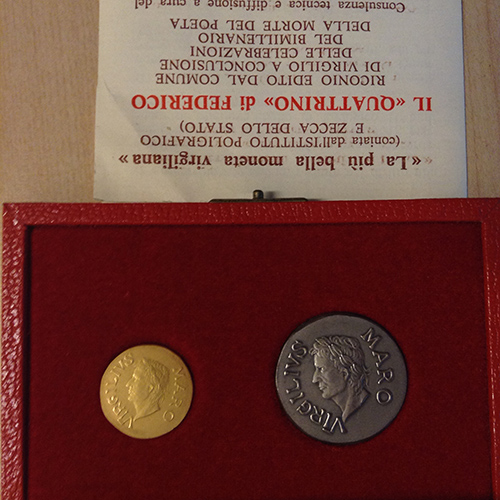 « La più bella moneta virgiliana »
(coniata dall'ISTITUTO POLIGRAFICO
E ZECCA DELLO STATO)
IL «QUATTRINO» di FEDERICO
RICONIO EDITO DAL COMUNE
DI VIRGILIO A CONCLUSIONE
DELLE CELEBRAZIONI
DEL BIMILLENARIO
DELLA MORTE DEL POETA
Consulenza tecnica e diffusione a cura del
VIRGILIVS MARO
VIRGILIVS MARO